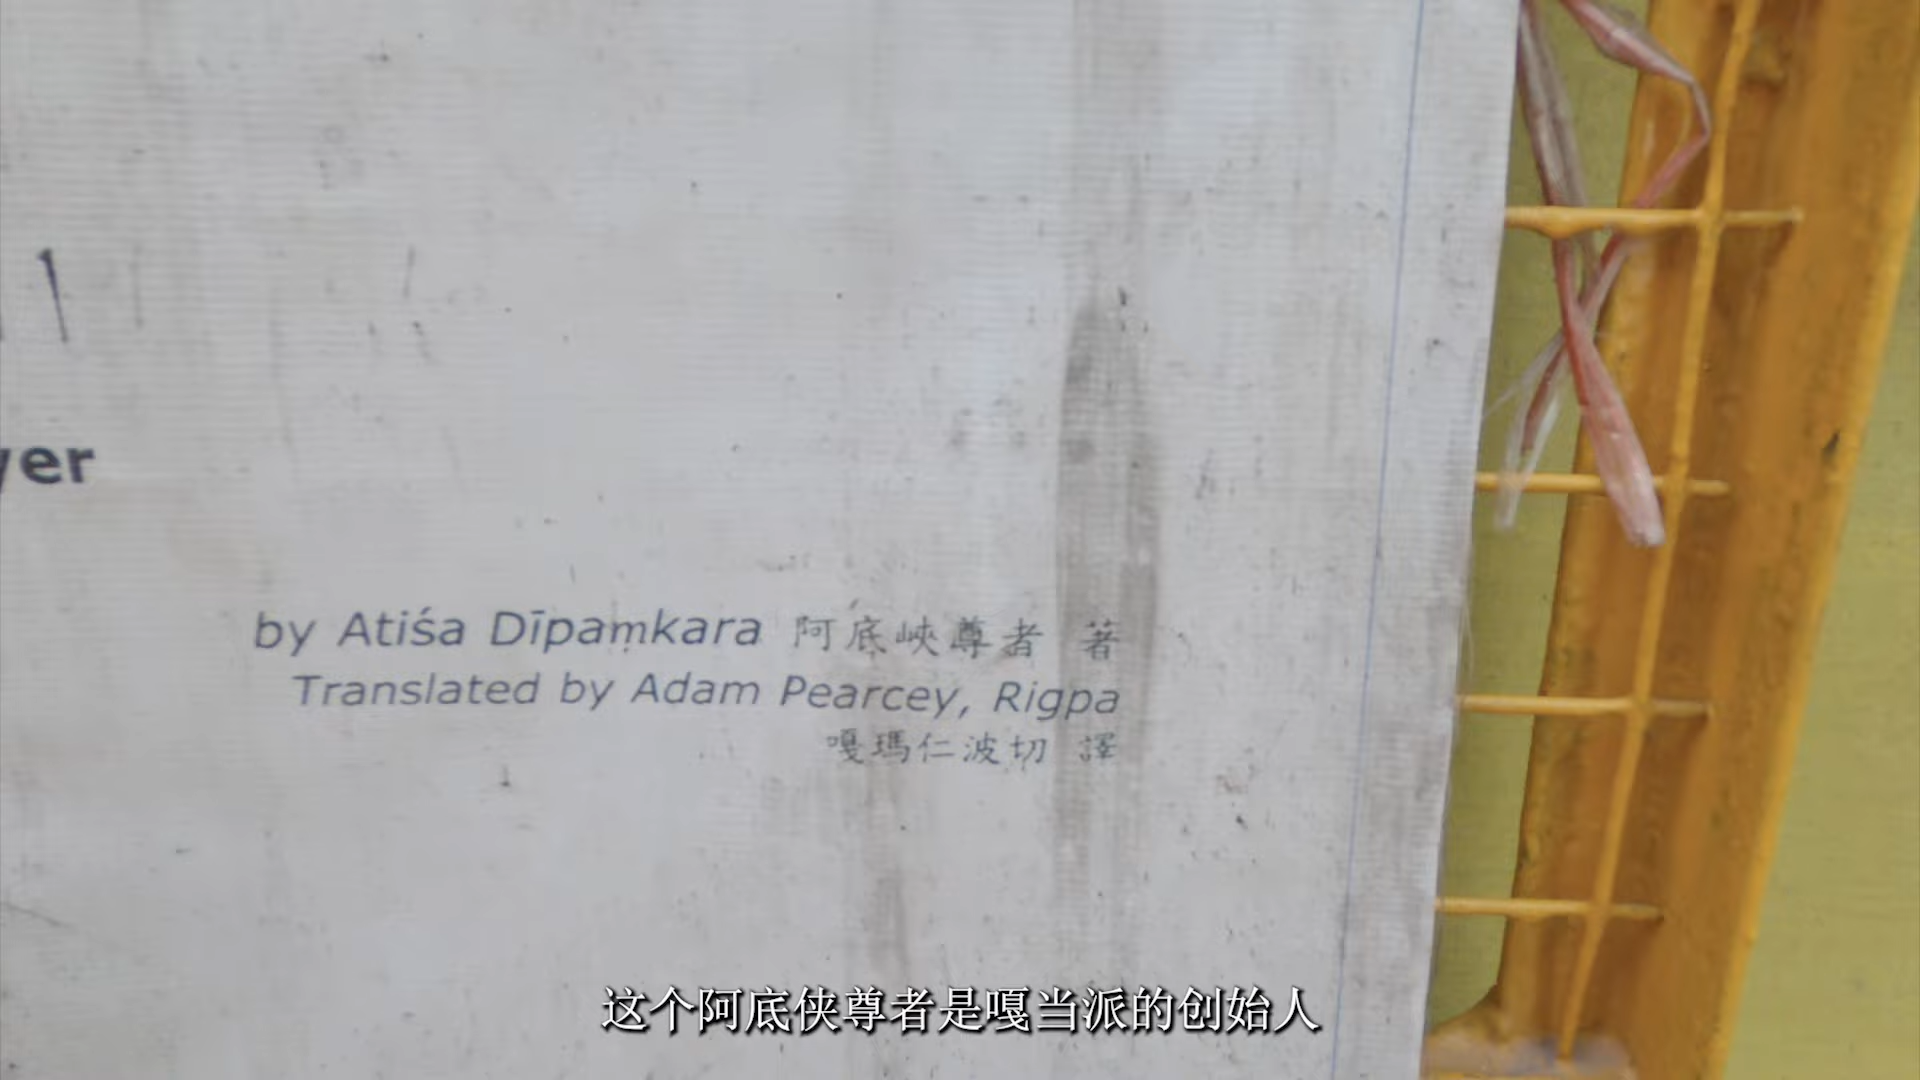 yer
by Atiśa Dīpaṃkara 阿底峽尊者 著
Translated by Adam Pearcey, Rigpa
嘎瑪仁波切 譯
这个阿底侠尊者是嘎当派的创始人